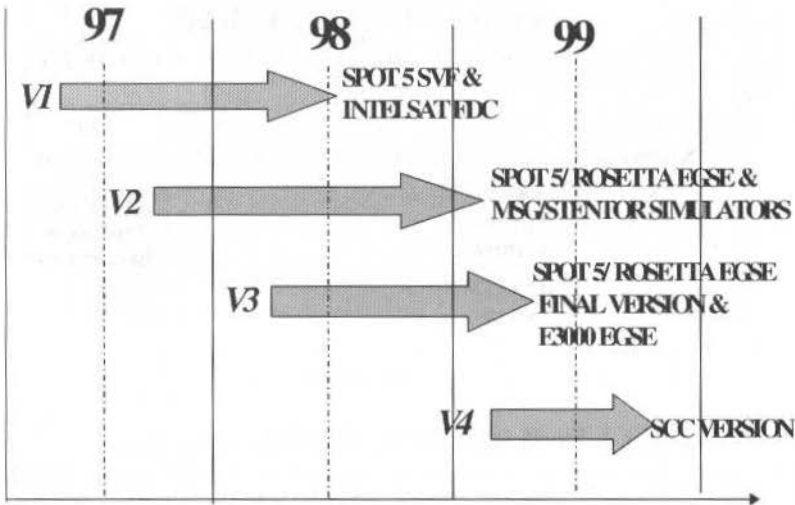 97 98 99
V1
SPOT 5 SVF &
INTELSAT FDC
V2
SPOT 5/ ROSETTA EGSE &
MSG/STENTOR SIMULATORS
V3
SPOT 5/ ROSETTA EGSE
FINAL VERSION &
E3000 EGSE
V4
SCC VERSION